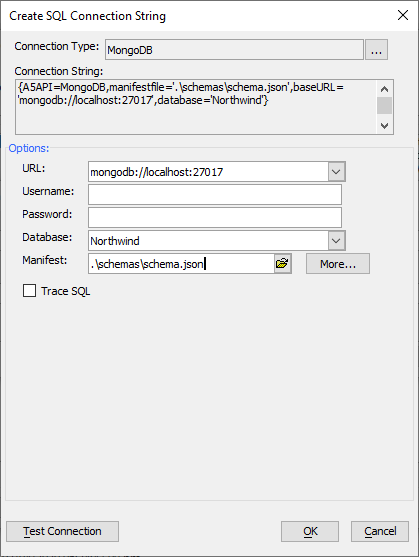 Create SQL Connection String
Connection Type: MongoDB ...
Connection String:
{A5API=MongoDB,manifestfile='.\schemas\schema.json',baseURL=
'mongodb://localhost:27017',database='Northwind'}
Options:
URL: mongodb://localhost:27017
Username:
Password:
Database: Northwind
Manifest: .\schemas\schema.json More...
Trace SQL
Test Connection OK Cancel